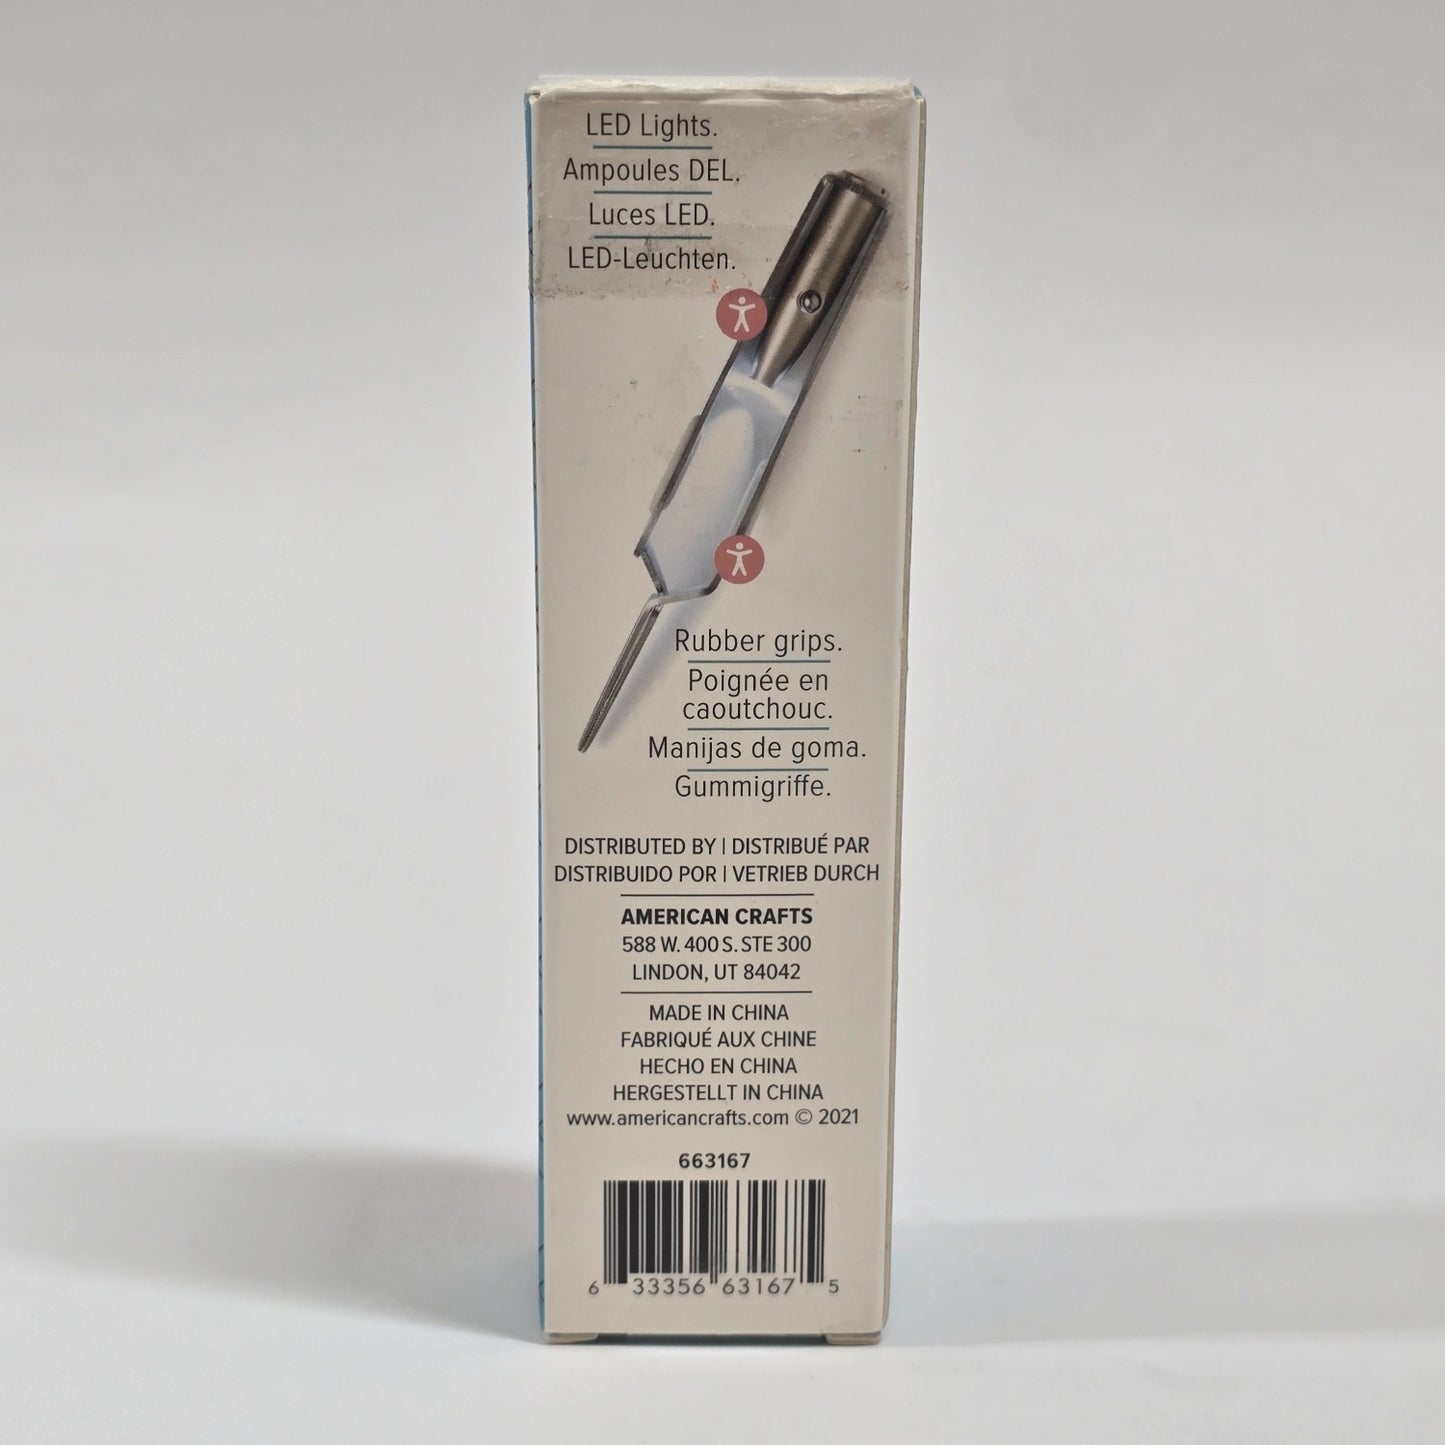 LED Lights.
Ampoules DEL.
Luces LED.
LED-Leuchten.
Rubber grips.
Poignée en
caoutchouc.
Manijas de goma.
Gummigriffe.
DISTRIBUTED BY | DISTRIBUÉ PAR
DISTRIBUIDO POR | VETRIEB DURCH
AMERICAN CRAFTS
588 W. 400 S. STE 300
LINDON, UT 84042
MADE IN CHINA
FABRIQUÉ AUX CHINE
HECHO EN CHINA
HERGESTELLT IN CHINA
www.americancrafts.com © 2021
663167
6 33356 63167 5